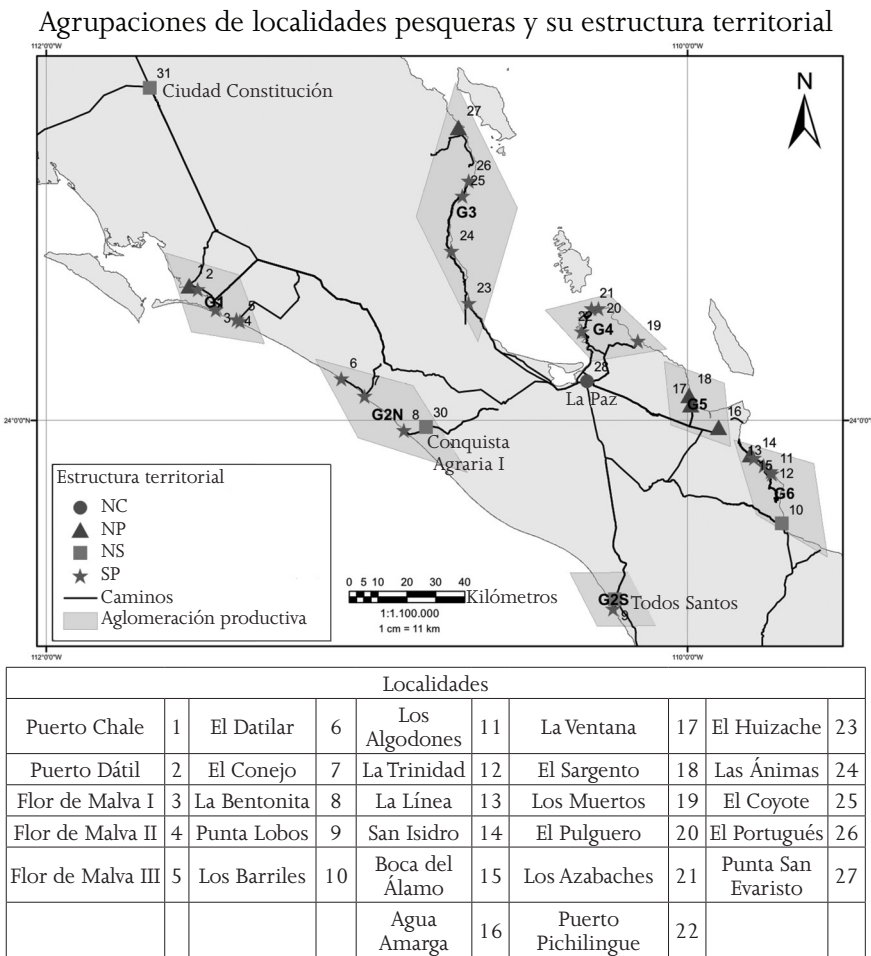 Agrupaciones de localidades pesqueras y su estructura territorial
112°0'0"W 110°0'0"W
31
Ciudad Constitución
N
27
26
25
G3
24
23
1 2
G1
3 4 5
21
20
22
G4
19
28
La Paz
18
17
G5
16
24°0'0"N 24°0'0"N
6
G2N 8 30
Conquista
Agraria I
14
13 11
15 12
G6
10
Estructura territorial
NC
NP
NS
SP
Caminos
Aglomeración productiva
0 5 10 20 30 40
Kilómetros
1:1.100.000
1 cm = 11 km
G2S Todos Santos
9
112°0'0"W 110°0'0"W
Localidades
Puerto Chale 1 El Datilar 6 Los Algodones 11 La Ventana 17 El Huizache 23
Puerto Dátil 2 El Conejo 7 La Trinidad 12 El Sargento 18 Las Ánimas 24
Flor de Malva I 3 La Bentonita 8 La Línea 13 Los Muertos 19 El Coyote 25
Flor de Malva II 4 Punta Lobos 9 San Isidro 14 El Pulguero 20 El Portugués 26
Flor de Malva III 5 Los Barriles 10 Boca del Álamo 15 Los Azabaches 21 Punta San Evaristo 27
Agua Amarga 16 Puerto Pichilingue 22